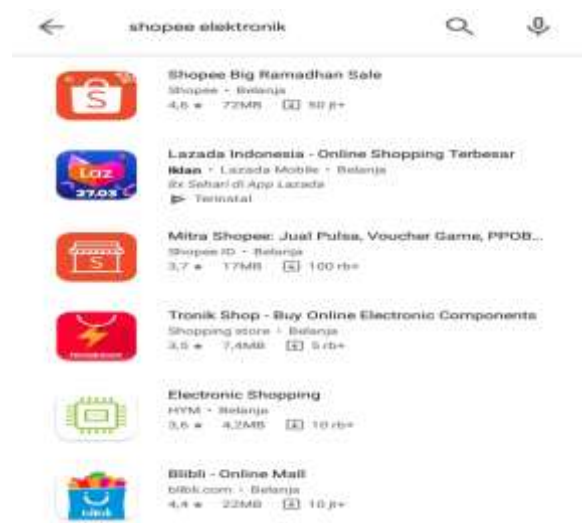 shopee elektronik
S
Shopee Big Ramadhan Sale
Shopee • Belanja
4,6 ★ 72MB 50 jt+
Laz
27.03
Lazada Indonesia - Online Shopping Terbesar
Iklan • Lazada Mobile • Belanja
8x Sehari di App Lazada
Terinstal
S
Mitra Shopee: Jual Pulsa, Voucher Game, PPOB...
Shopee ID • Belanja
3,7 ★ 17MB 100 rb+
Tronik Shop - Buy Online Electronic Components
Shopping store • Belanja
3,5 ★ 7,4MB 5 rb+
Electronic Shopping
HYM • Belanja
3,6 ★ 4,2MB 10 rb+
blibli
Blibli - Online Mall
blibli.com • Belanja
4,4 ★ 22MB 10 jt+